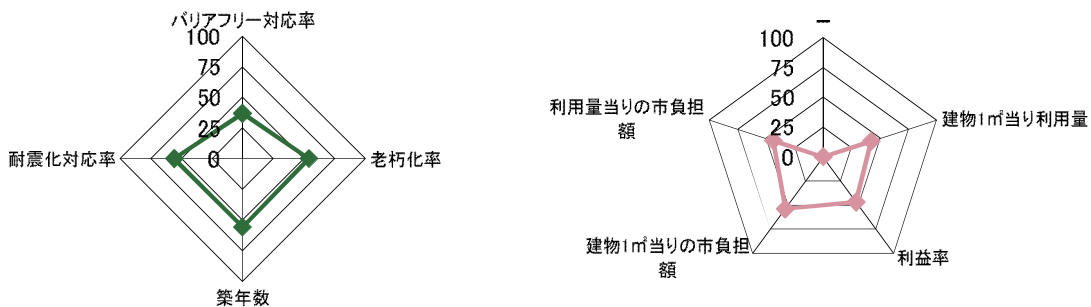 バリアフリー対応率
100
75
50
25
0
耐震化対応率
老朽化率
築年数
－
100
75
50
25
0
利用量当りの市負担
額
建物1㎡当り利用量
建物1㎡当りの市負担
額
利益率